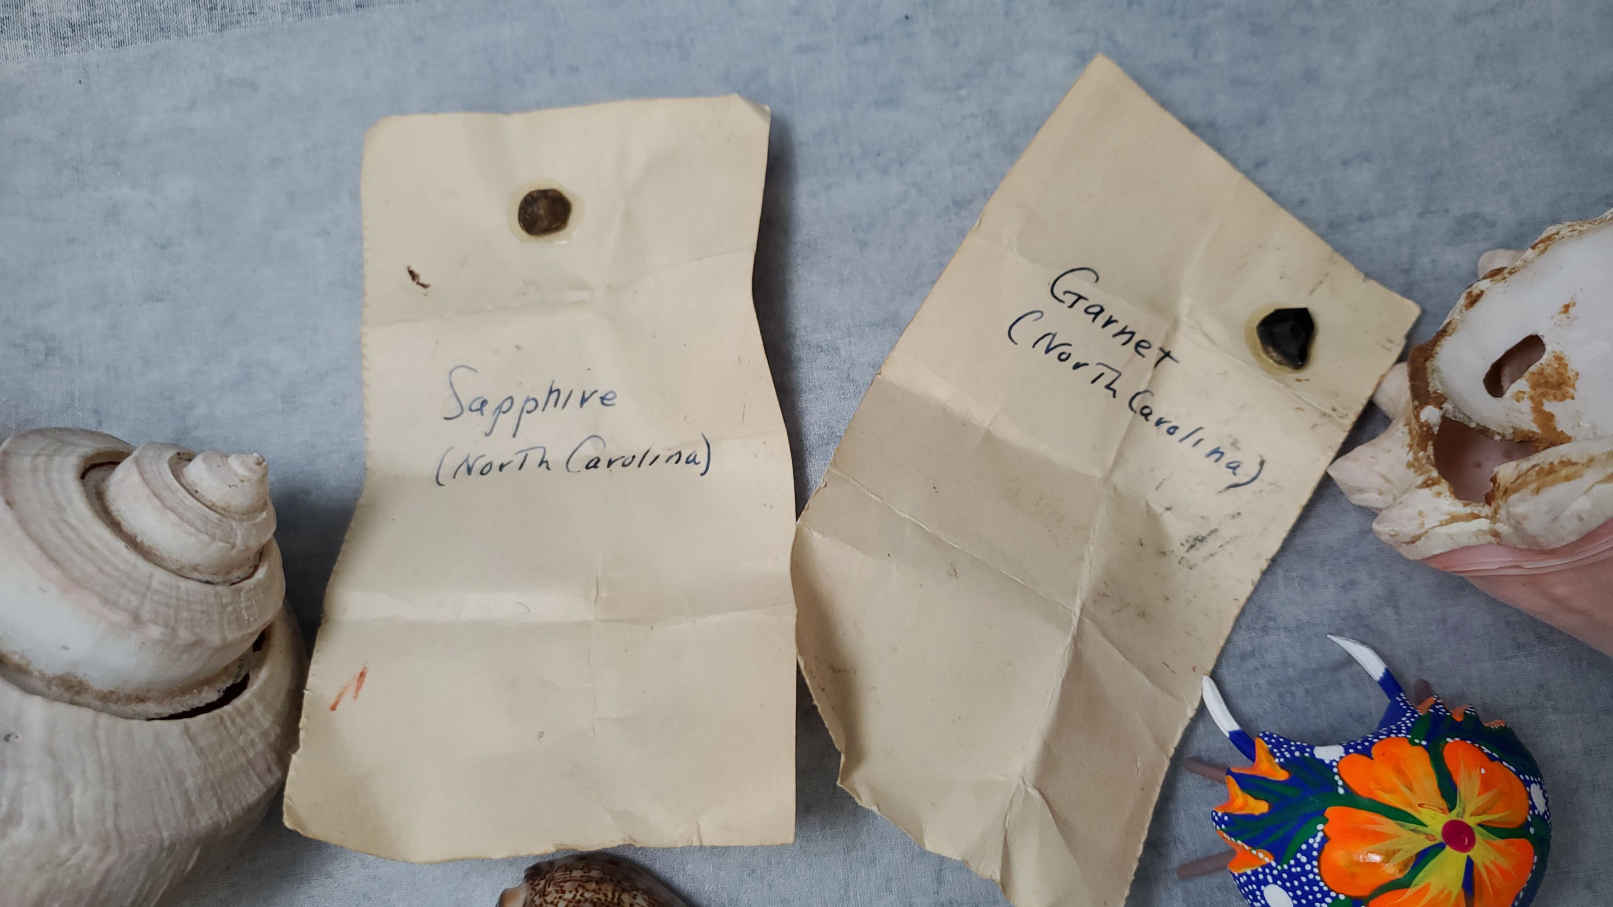 Sapphire
(North Carolina)
Garnet
(North Carolina)